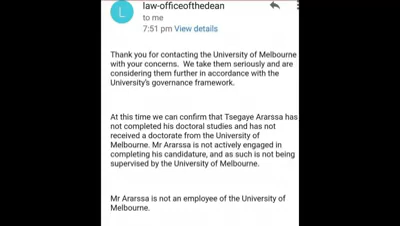 L
law-officeofthedean
to me
7:51 pm View details
Thank you for contacting the University of Melbourne
with your concerns. We take them seriously and are
considering them further in accordance with the
University's governance framework.
At this time we can confirm that Tsegaye Ararssa has
not completed his doctoral studies and has not
received a doctorate from the University of
Melbourne. Mr Ararssa is not actively engaged in
completing his candidature, and as such is not being
supervised by the University of Melbourne.
Mr Ararssa is not an employee of the University of
Melbourne.